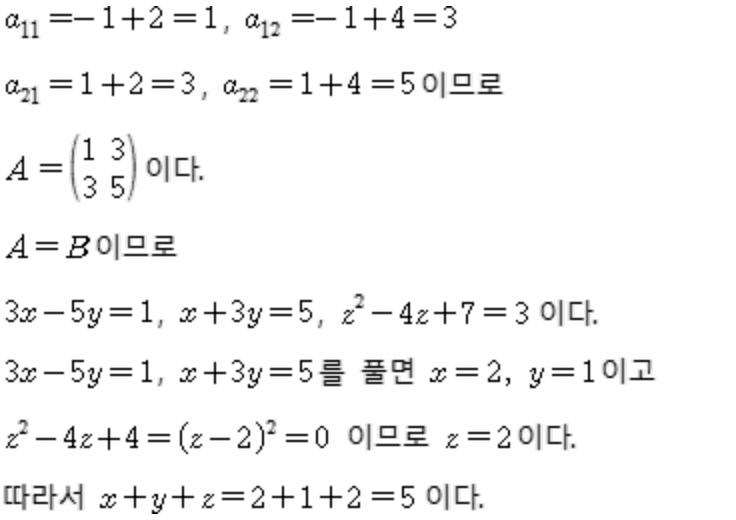 a₁₁ =−1+2=1, a₁₂ =−1+4=3
a₂₁ =1+2=3, a₂₂ =1+4=5이므로
A=(1 3
3 5) 이다.
A=B이므로
3x−5y=1, x+3y=5, z²−4z+7=3 이다.
3x−5y=1, x+3y=5를 풀면 x=2, y=1이고
z²−4z+4=(z−2)²=0 이므로 z=2이다.
따라서 x+y+z=2+1+2=5 이다.